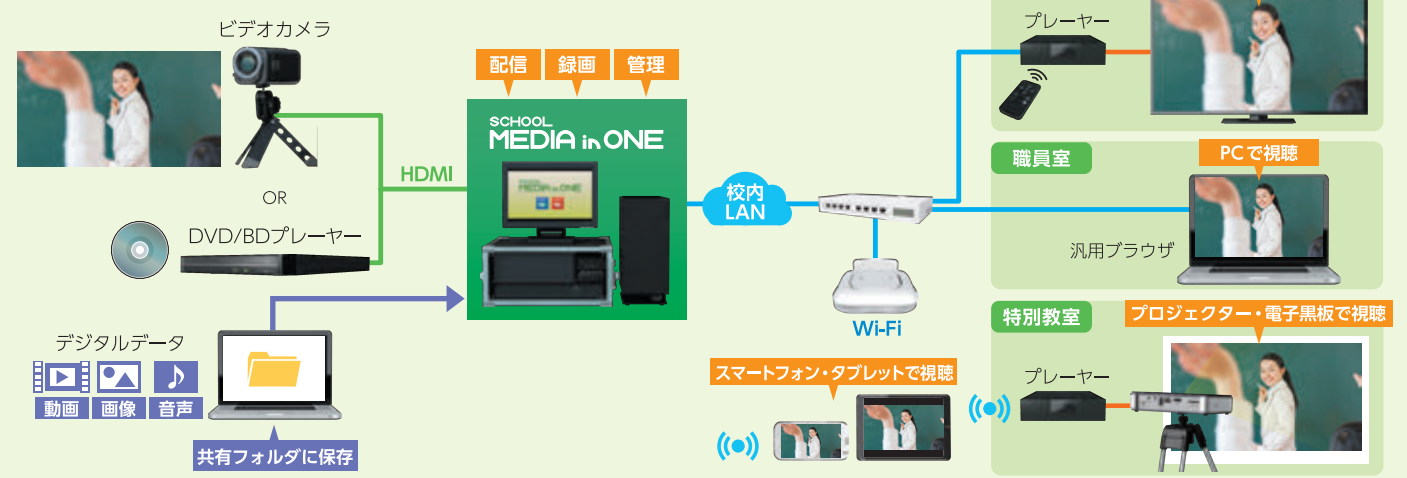 ビデオカメラ
OR
DVD/BDプレーヤー
HDMI
デジタルデータ
動画
画像
音声
共有フォルダに保存
配信
録画
管理
SCHOOL
MEDIA in ONE
MEDIA in ONE
校内
LAN
Wi-Fi
スマートフォン・タブレットで視聴
プレーヤー
職員室
PCで視聴
汎用ブラウザ
特別教室
プロジェクター・電子黒板で視聴
プレーヤー